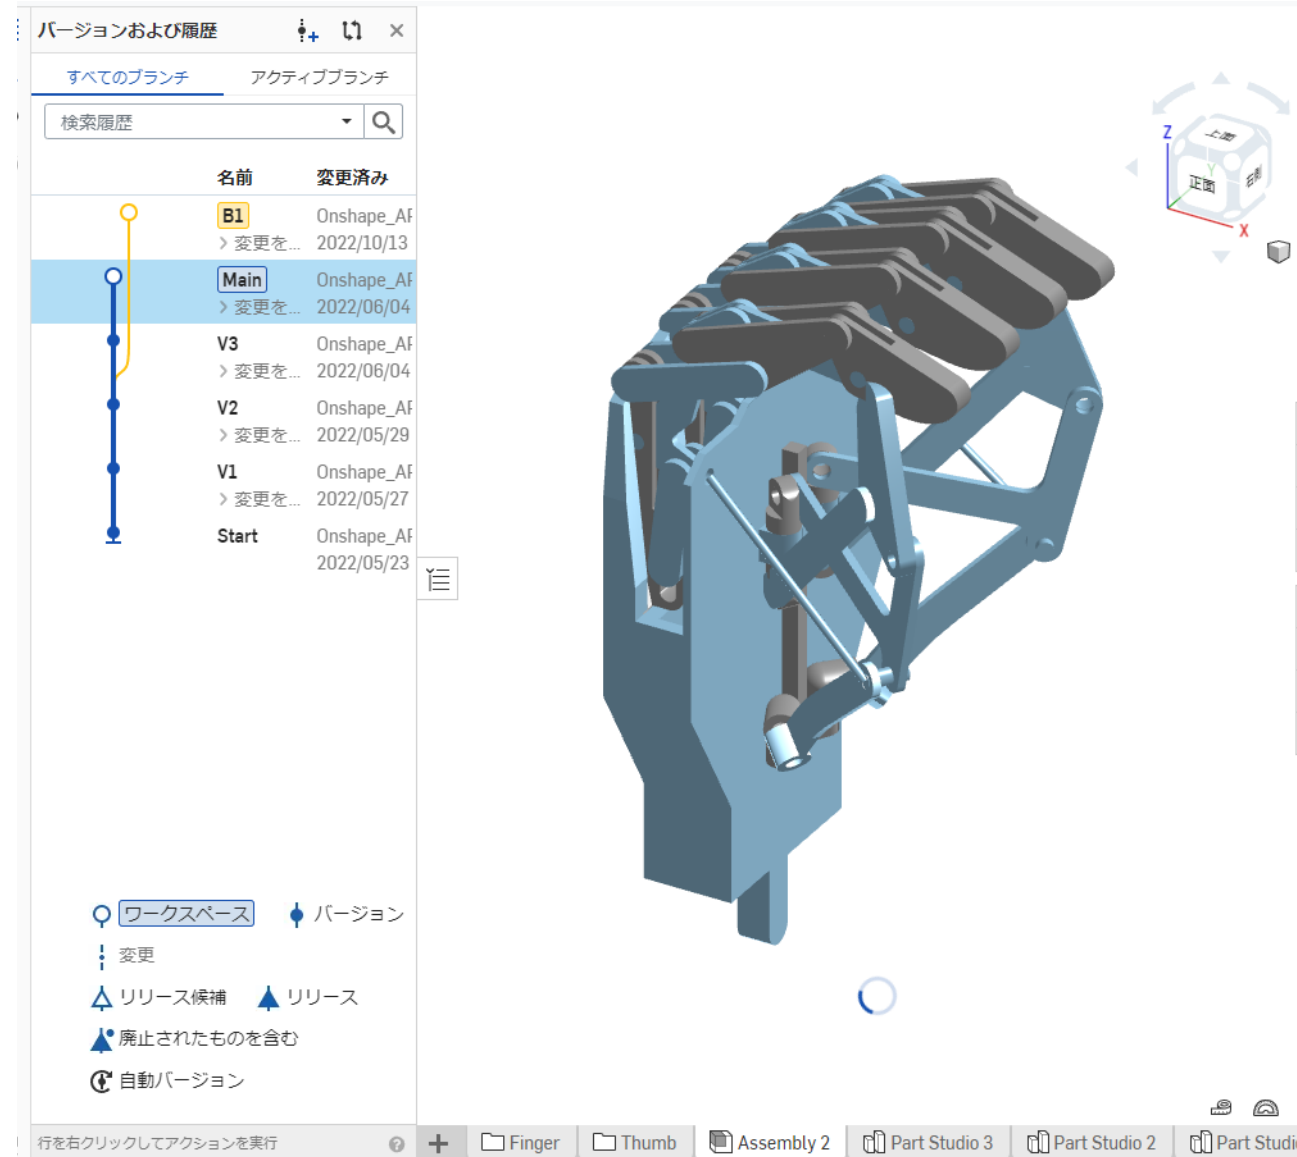 バージョンおよび履歴
すべてのブランチ アクティブブランチ
検索履歴
名前 変更済み
B1 Onshape_AF
変更を... 2022/10/13
Main Onshape_AF
変更を... 2022/06/04
V3 Onshape_AF
変更を... 2022/06/04
V2 Onshape_AF
変更を... 2022/05/29
V1 Onshape_AF
変更を... 2022/05/27
Start Onshape_AF
2022/05/23
ワークスペース バージョン
変更
リリース候補 リリース
廃止されたものを含む
自動バージョン
行を右クリックしてアクションを実行
Finger Thumb Assembly 2 Part Studio 3 Part Studio 2 Part Studi
上面
正面
右側
Z
Y
X